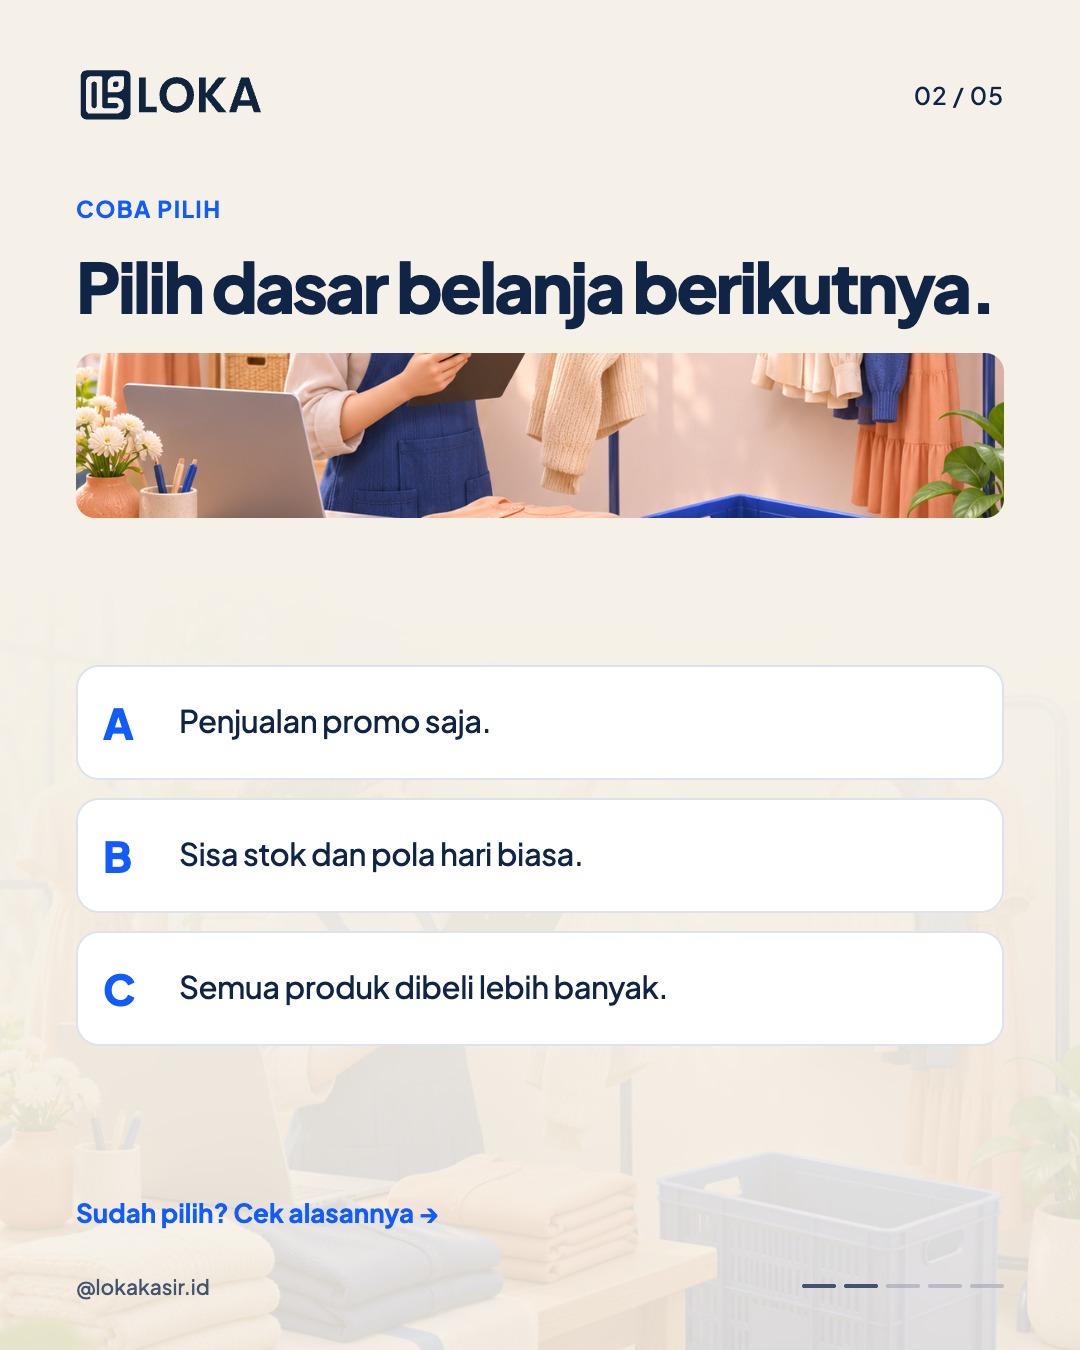 LOKA
02 / 05
COBA PILIH
Pilih dasar belanja berikutnya.
A Penjualan promo saja.
B Sisa stok dan pola hari biasa.
C Semua produk dibeli lebih banyak.
Sudah pilih? Cek alasannya →
@lokakasir.id